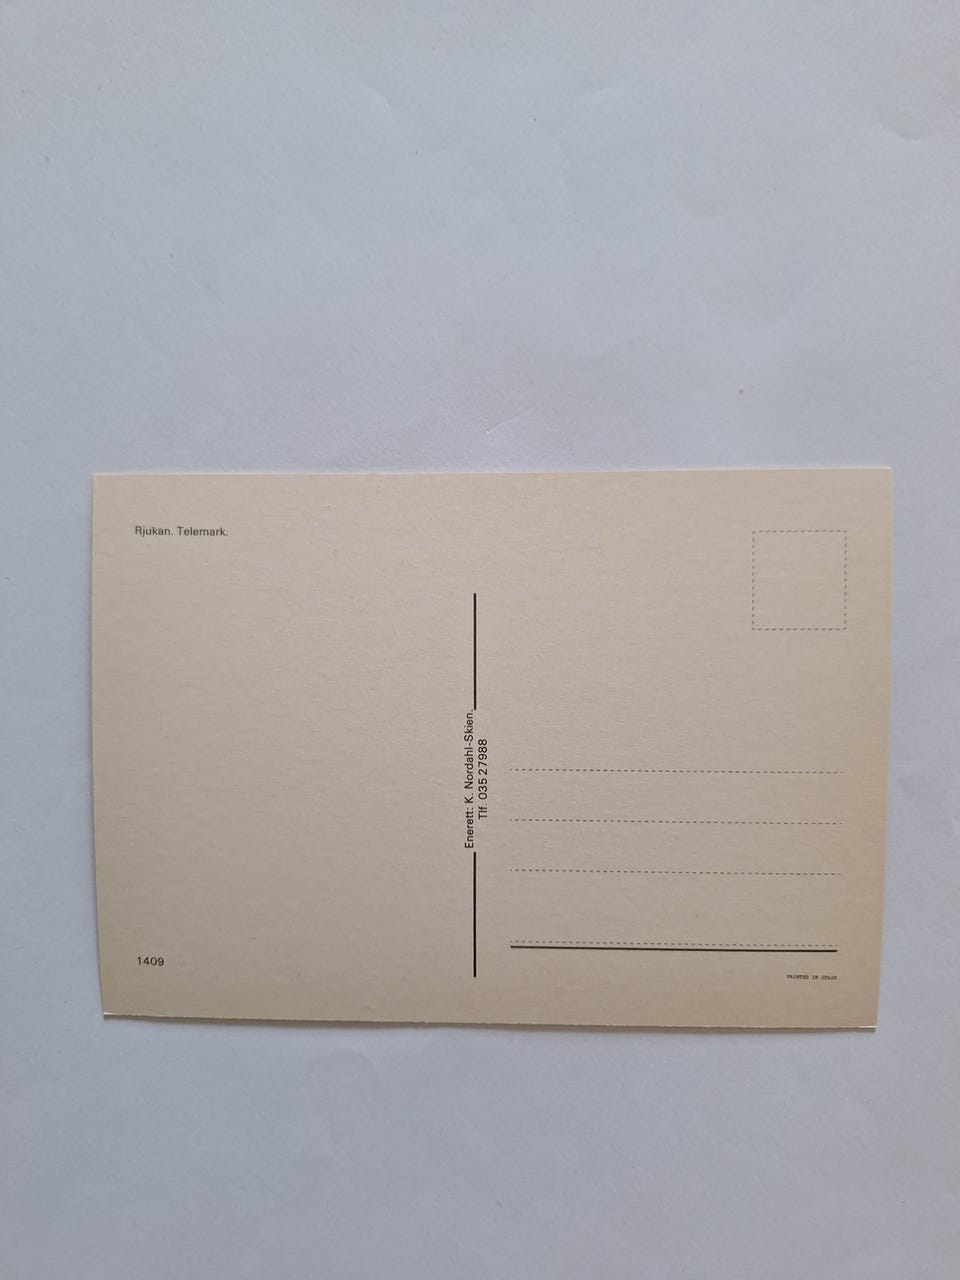 Rjukan. Telemark.
Enerett: K. Nordahl-Skien.
Tlf. 035 27988
1409
PRINTED IN SPAIN